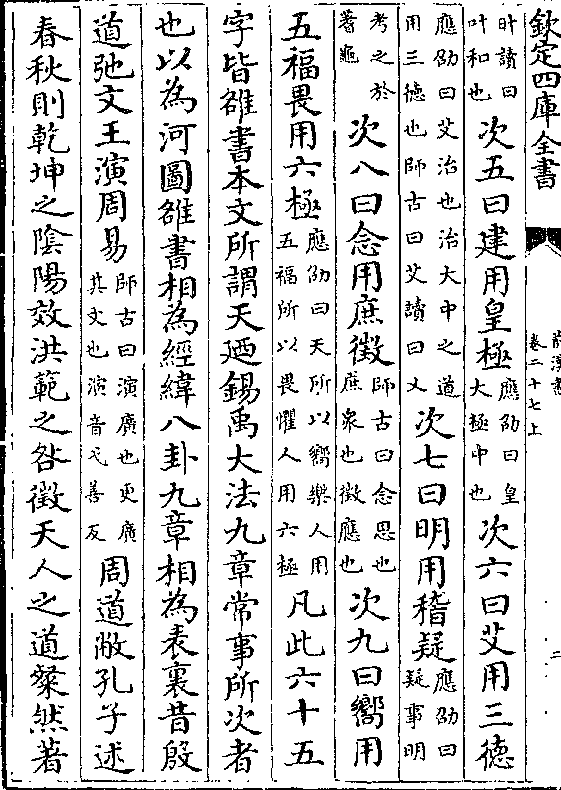 欽定四庫全書
前漢書
卷二十七上
二
旪讀曰叶和也次五曰建用皇極應劭曰皇大極中也次六曰艾用三德
應劭曰艾治也治大中之道用三德也師古曰艾讀曰乂次七曰明用稽疑應劭曰疑事明
考之於蓍龜次八曰念用庶徵師古曰念思也庶衆也徵應也次九曰嚮用
五福畏用六極應劭曰天所以嚮樂人用五福所以畏懼人用六極凡此六十五
字皆雒書本文所謂天廼錫禹大法九章常事所次者
也以為河圖雒書相為經緯八卦九章相為表裏昔殷
道弛文王演周易師古曰演廣也更廣其文也演音弋善反周道敝孔子述
春秋則乾坤之陰陽效洪範之咎徵天人之道粲然著